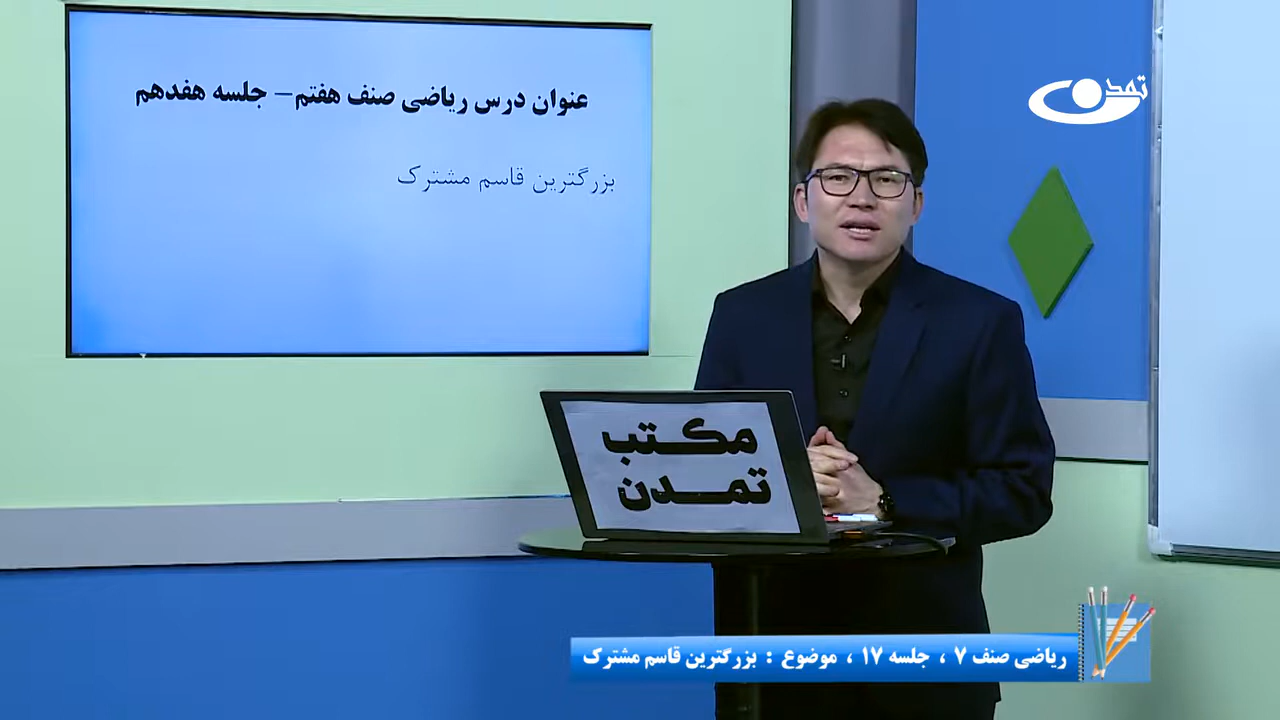 عنوان درس ریاضی صنف هفتم– جلسه هفدهم
بزرگترین قاسم مشترک
تمدن
مکتب
تمدن
ریاضی صنف ۷ ، جلسه ۱۷ ، موضوع : بزرگترین قاسم مشترک